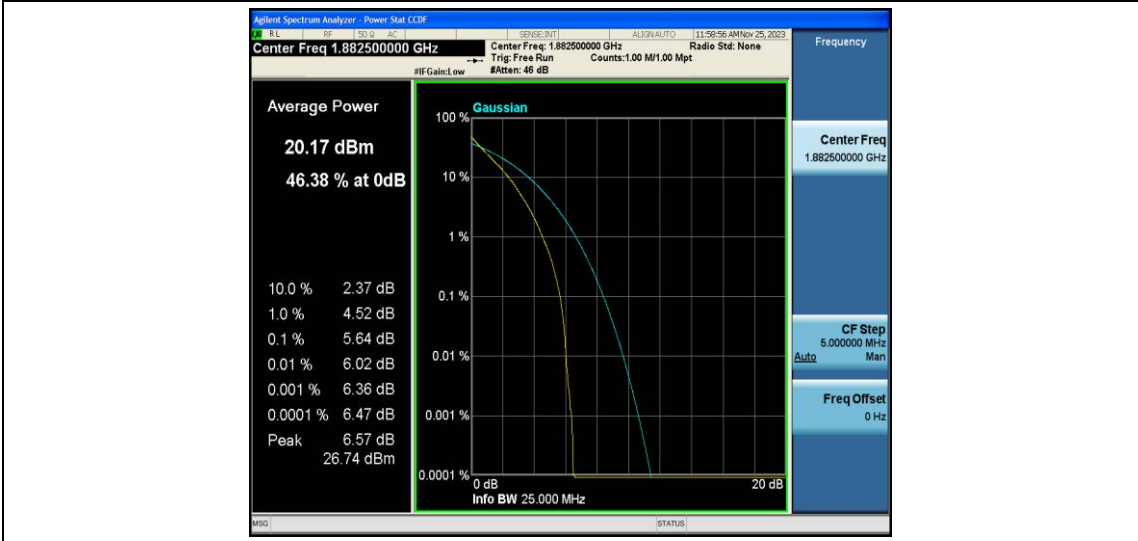 Agilent Spectrum Analyzer - Power Stat CCDF
RL RF 50 Ω AC SENSE:INT ALIGN AUTO 11:58:56 AM Nov 25, 2023
Center Freq 1.882500000 GHz
Center Freq: 1.882500000 GHz Radio Std: None
Trig: Free Run Counts:1.00 M/1.00 Mpt
#IFGain:Low #Atten: 46 dB
Frequency
Average Power
20.17 dBm
46.38 % at 0dB
10.0 % 2.37 dB
1.0 % 4.52 dB
0.1 % 5.64 dB
0.01 % 6.02 dB
0.001 % 6.36 dB
0.0001 % 6.47 dB
Peak 6.57 dB
26.74 dBm
Gaussian
100 %
10 %
1 %
0.1 %
0.01 %
0.001 %
0.0001 %
0 dB 20 dB
Info BW 25.000 MHz
Center Freq
1.882500000 GHz
CF Step
5.000000 MHz
Auto Man
Freq Offset
0 Hz
MSG STATUS